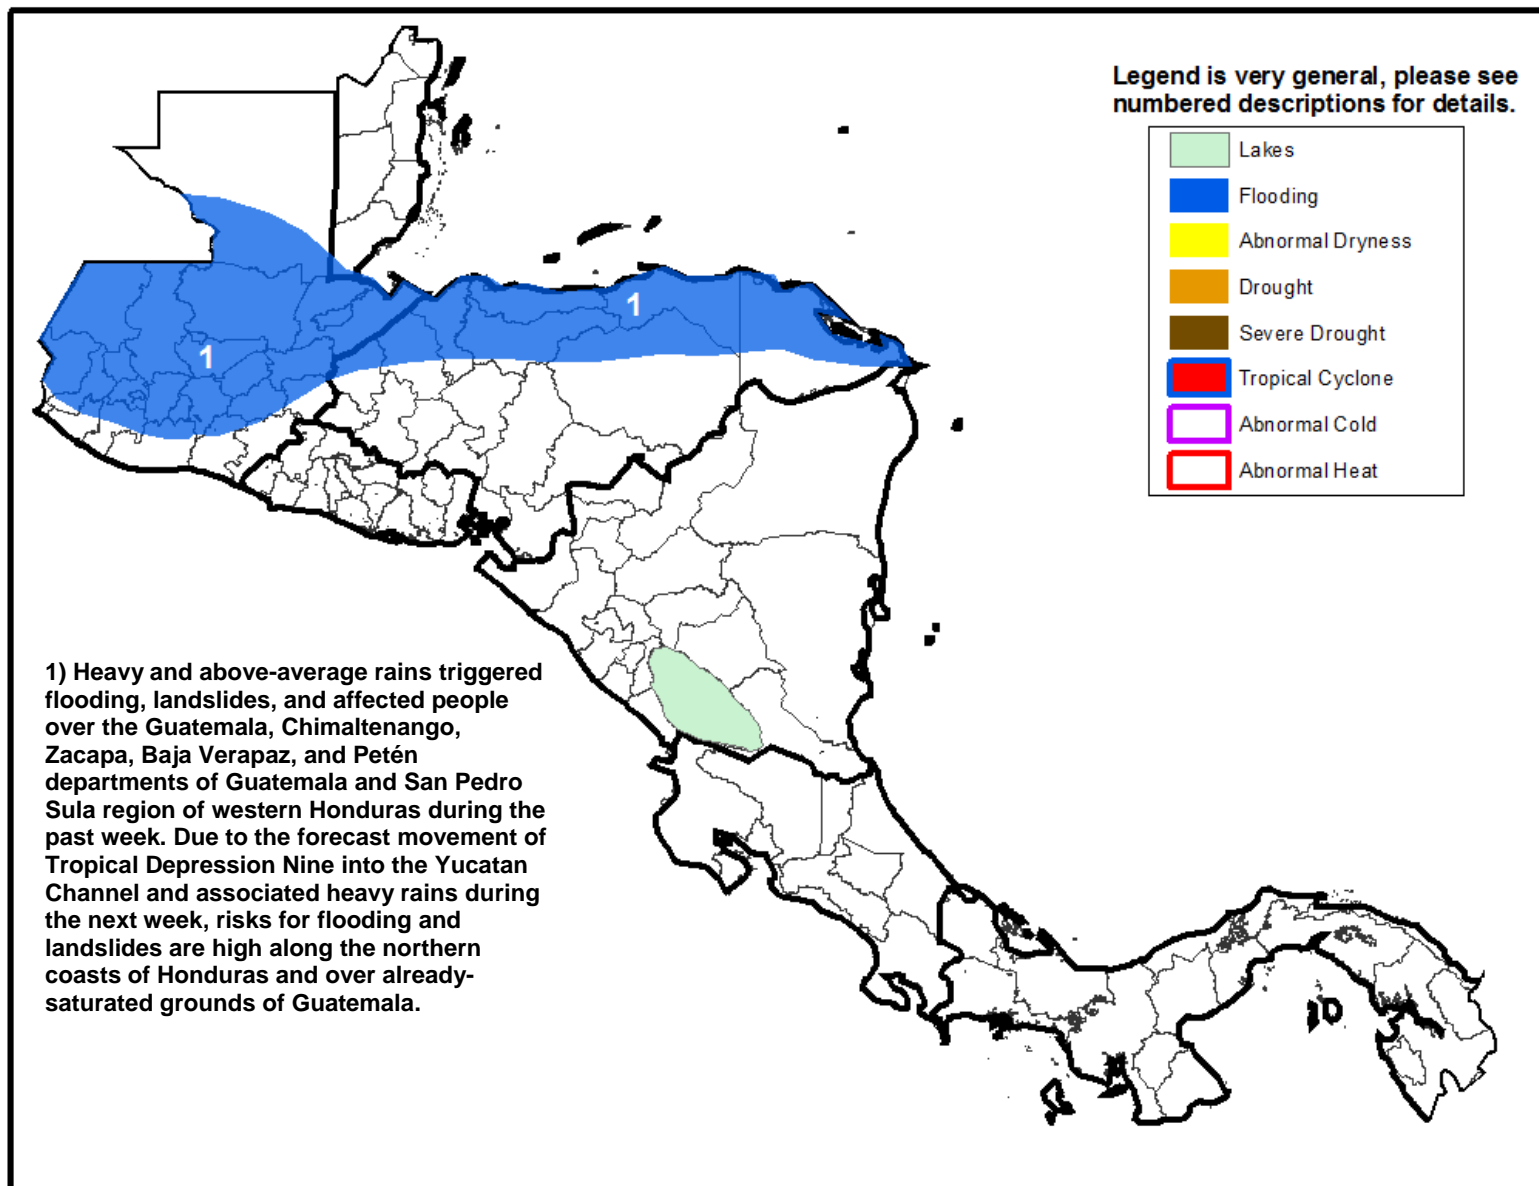 Legend is very general, please see
numbered descriptions for details.
Lakes
Flooding
Abnormal Dryness
Drought
Severe Drought
Tropical Cyclone
Abnormal Cold
Abnormal Heat
1
1
1) Heavy and above-average rains triggered
flooding, landslides, and affected people
over the Guatemala, Chimaltenango,
Zacapa, Baja Verapaz, and Petén
departments of Guatemala and San Pedro
Sula region of western Honduras during the
past week. Due to the forecast movement of
Tropical Depression Nine into the Yucatan
Channel and associated heavy rains during
the next week, risks for flooding and
landslides are high along the northern
coasts of Honduras and over already-
saturated grounds of Guatemala.